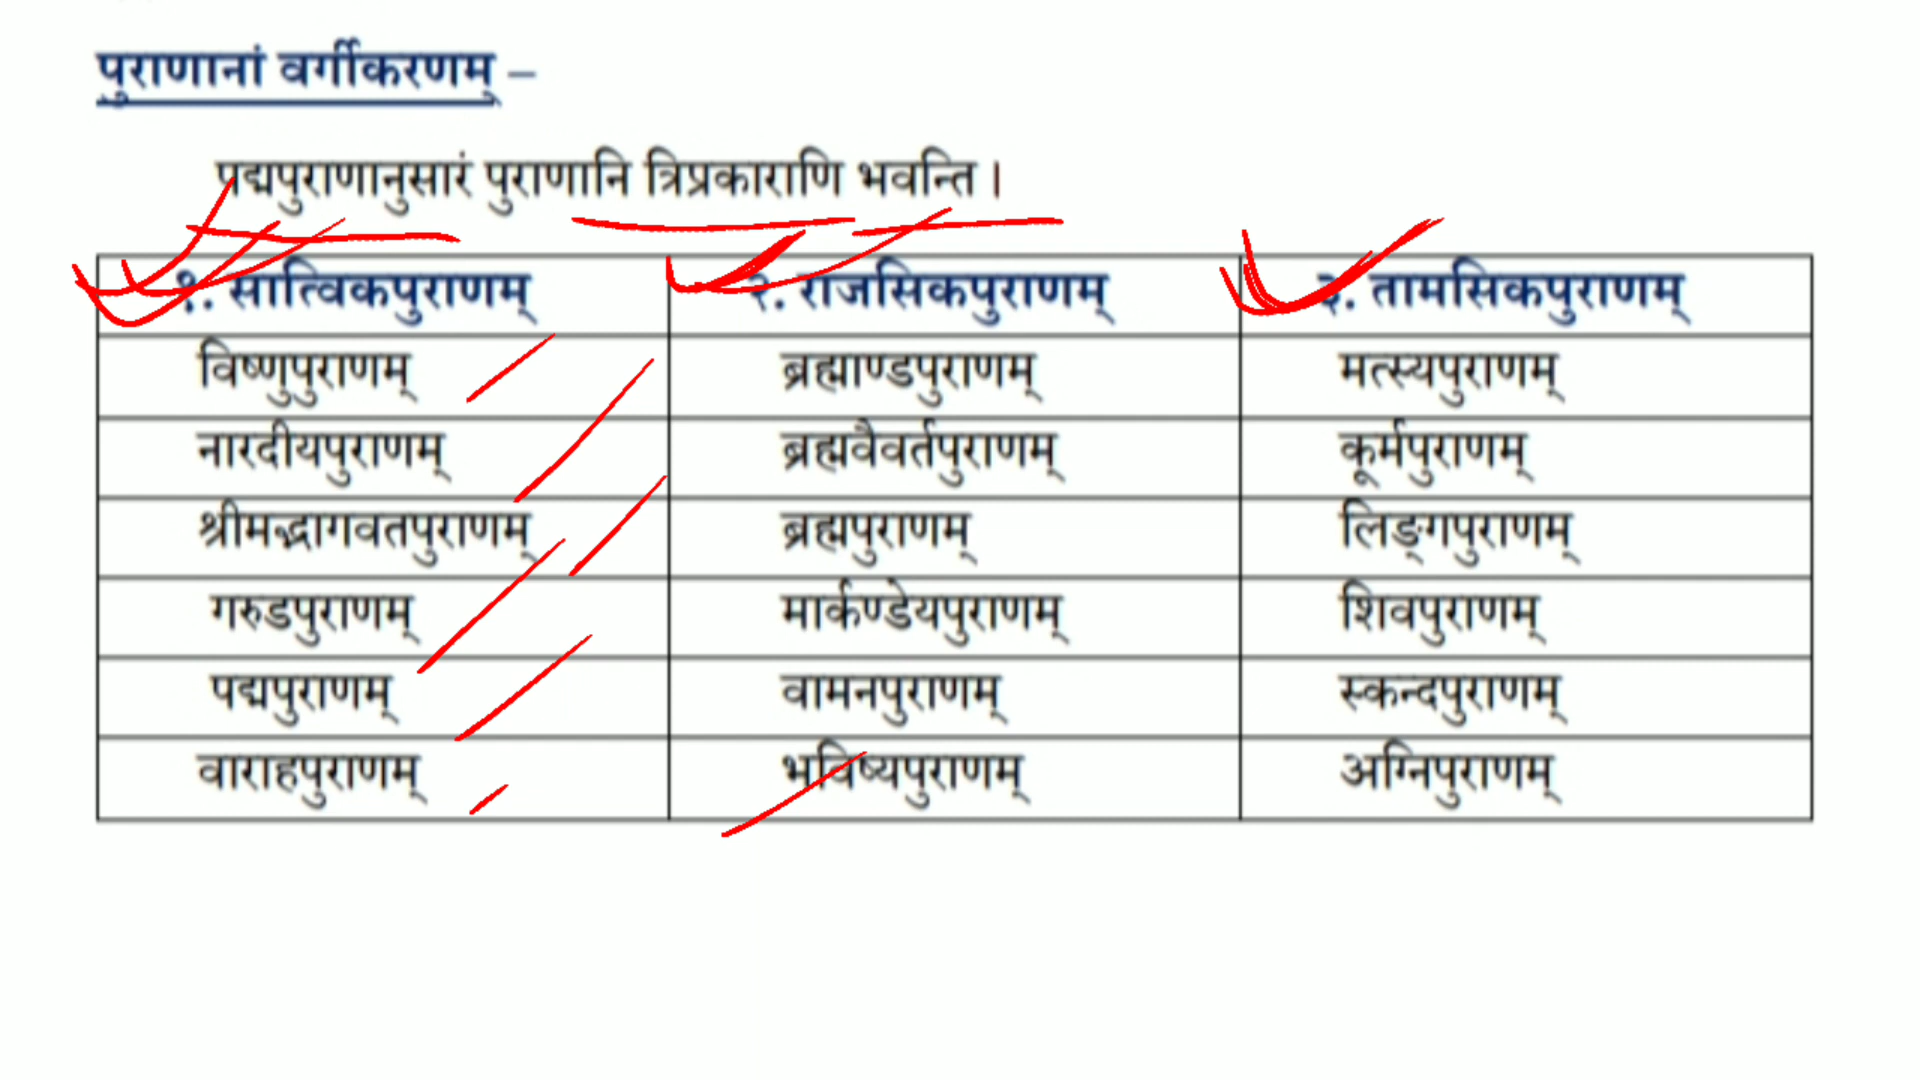 पुराणानां वर्गीकरणम् –
पद्मपुराणानुसारं पुराणानि त्रिप्रकाराणि भवन्ति ।
१. सात्विकपुराणम् २. राजसिकपुराणम् ३. तामसिकपुराणम्
विष्णुपुराणम् ब्रह्माण्डपुराणम् मत्स्यपुराणम्
नारदीयपुराणम् ब्रह्मवैवर्तपुराणम् कूर्मपुराणम्
श्रीमद्भागवतपुराणम् ब्रह्मपुराणम् लिङ्गपुराणम्
गरुडपुराणम् मार्कण्डेयपुराणम् शिवपुराणम्
पद्मपुराणम् वामनपुराणम् स्कन्दपुराणम्
वाराहपुराणम् भविष्यपुराणम् अग्निपुराणम्